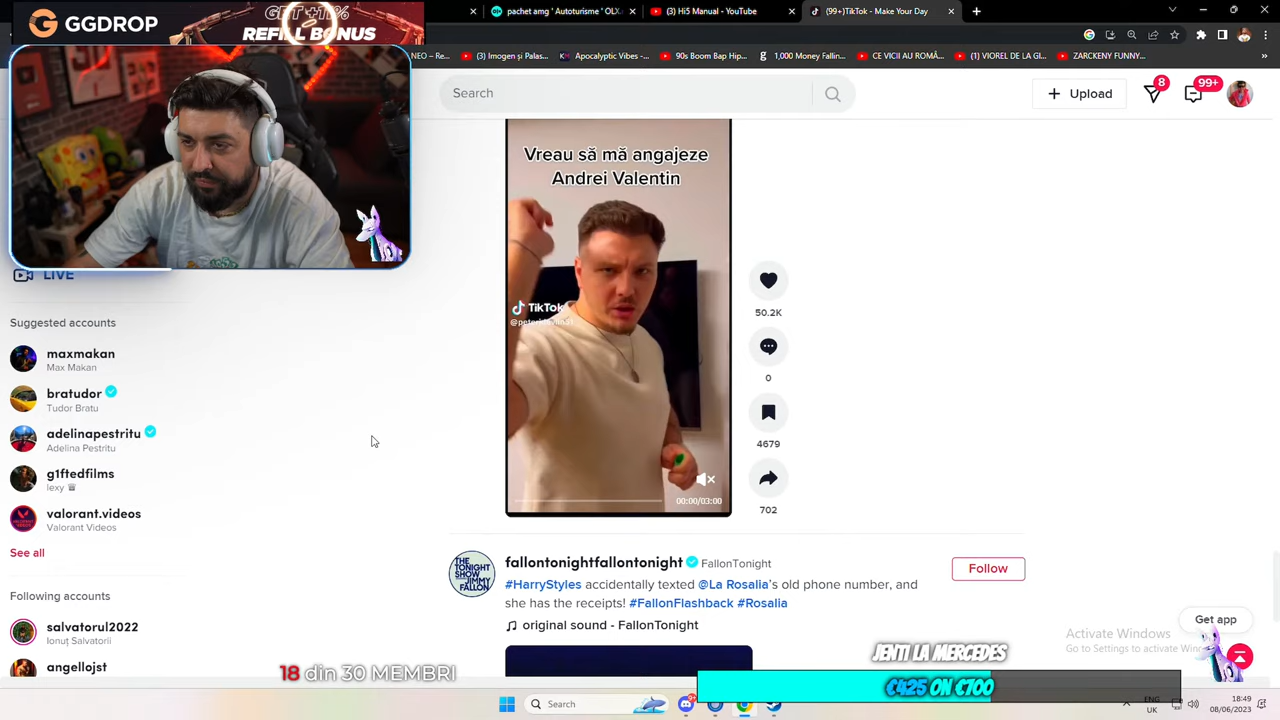 GGDROP
GET +11%
REFILL BONUS
pachet amg ' Autoturisme ' OLX
(2) Hi5 Manual - YouTube
(99+) TikTok - Make Your Day
NEO – Re...
(3) Imogen și Palas...
Apocalyptic Vibes -...
90s Boom Bap Hip...
1,000 Money Fallin...
CE VICII AU ROMÂ...
(1) VIOREL DE LA GI...
ZARCKENY FUNNY...
Search
Upload
8
99+
LIVE
Suggested accounts
maxmakan
Max Makan
bratudor
Tudor Bratu
adelinapestritu
Adelina Pestritu
g1ftedfilms
lexy
valorant.videos
Valorant Videos
See all
Following accounts
salvatorul2022
Ionuț Salvatorii
angellojst
Vreau să mă angajeze
Andrei Valentin
TikTok
00:00/03:00
50.2K
0
4679
702
fallontonightfallontonight FallonTonight
Follow
#HarryStyles accidentally texted @La Rosalia's old phone number, and
she has the receipts! #FallonFlashback #Rosalia
original sound - FallonTonight
Get app
Activate Windows
Go to Settings to activate Win
JENTI LA MERCEDES
€425 ON €700
18 din 30 MEMBRI
Search
ENG
UK
18:49
08/06/2023